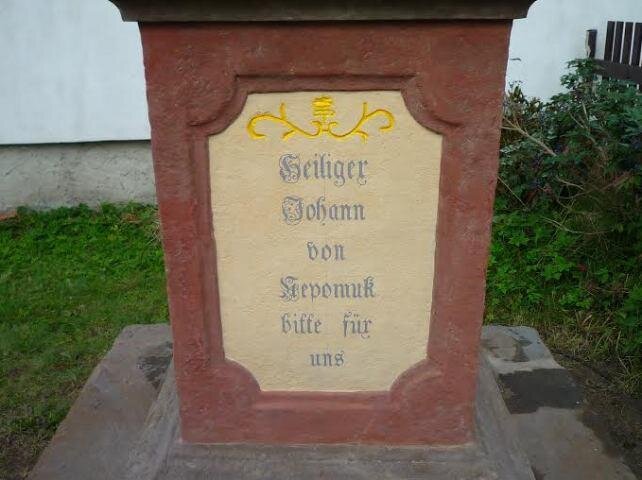 Heiliger
Johann
von
Nepomuk
bitte für
uns